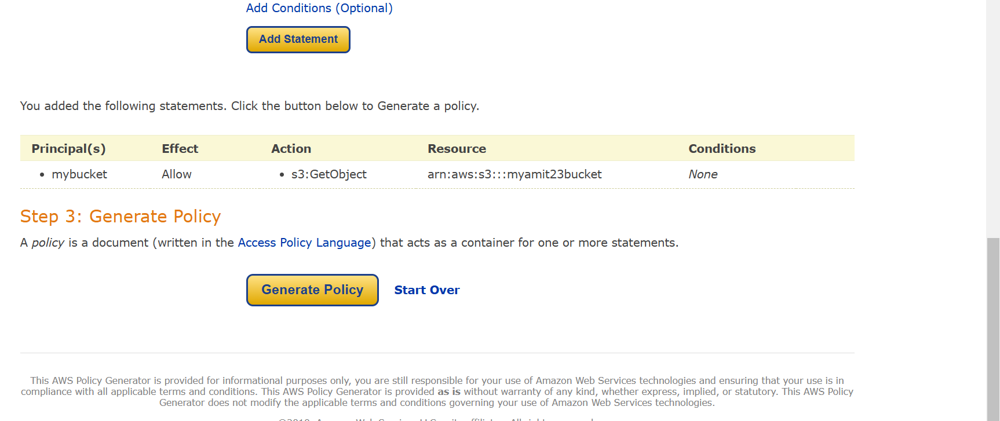 Add Conditions (Optional)
Add Statement
You added the following statements. Click the button below to Generate a policy.
Principal(s) Effect Action Resource Conditions
• mybucket Allow • s3:GetObject arn:aws:s3:::myamit23bucket None
Step 3: Generate Policy
A policy is a document (written in the Access Policy Language) that acts as a container for one or more statements.
Generate Policy Start Over
This AWS Policy Generator is provided for informational purposes only, you are still responsible for your use of Amazon Web Services technologies and ensuring that your use is in
compliance with all applicable terms and conditions. This AWS Policy Generator is provided as is without warranty of any kind, whether express, implied, or statutory. This AWS Policy
Generator does not modify the applicable terms and conditions governing your use of Amazon Web Services technologies.